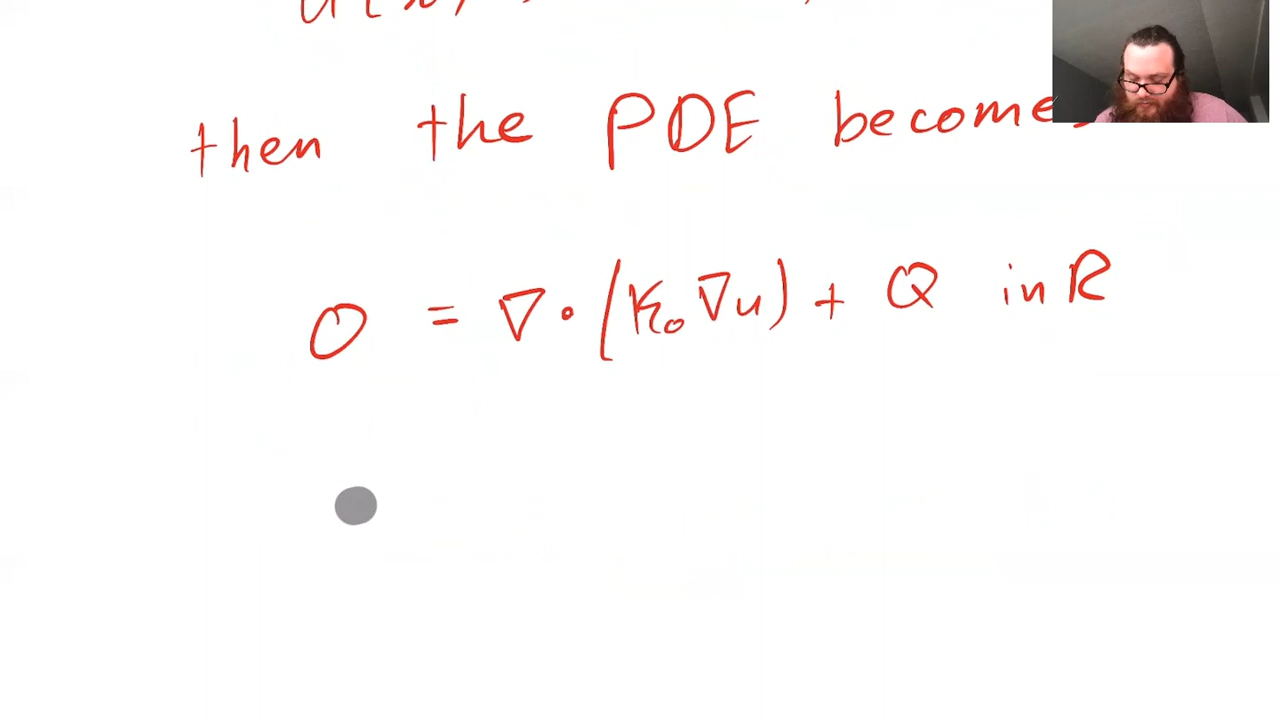 then the PDE becomes
0 = ∇ · (K₀ ∇u) + Q in R